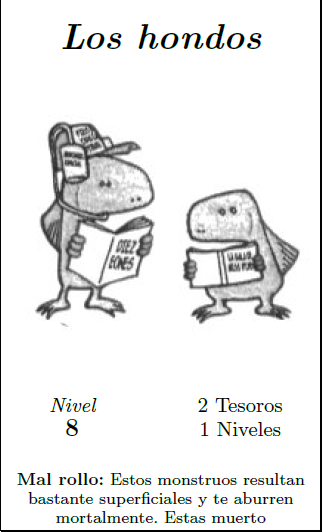 Los hondos
DIEZ
Nivel
8
2 Tesoros
1 Niveles
Mal rollo: Estos monstruos resultan
bastante superficiales y te aburren
mortalmente. Estas muerto